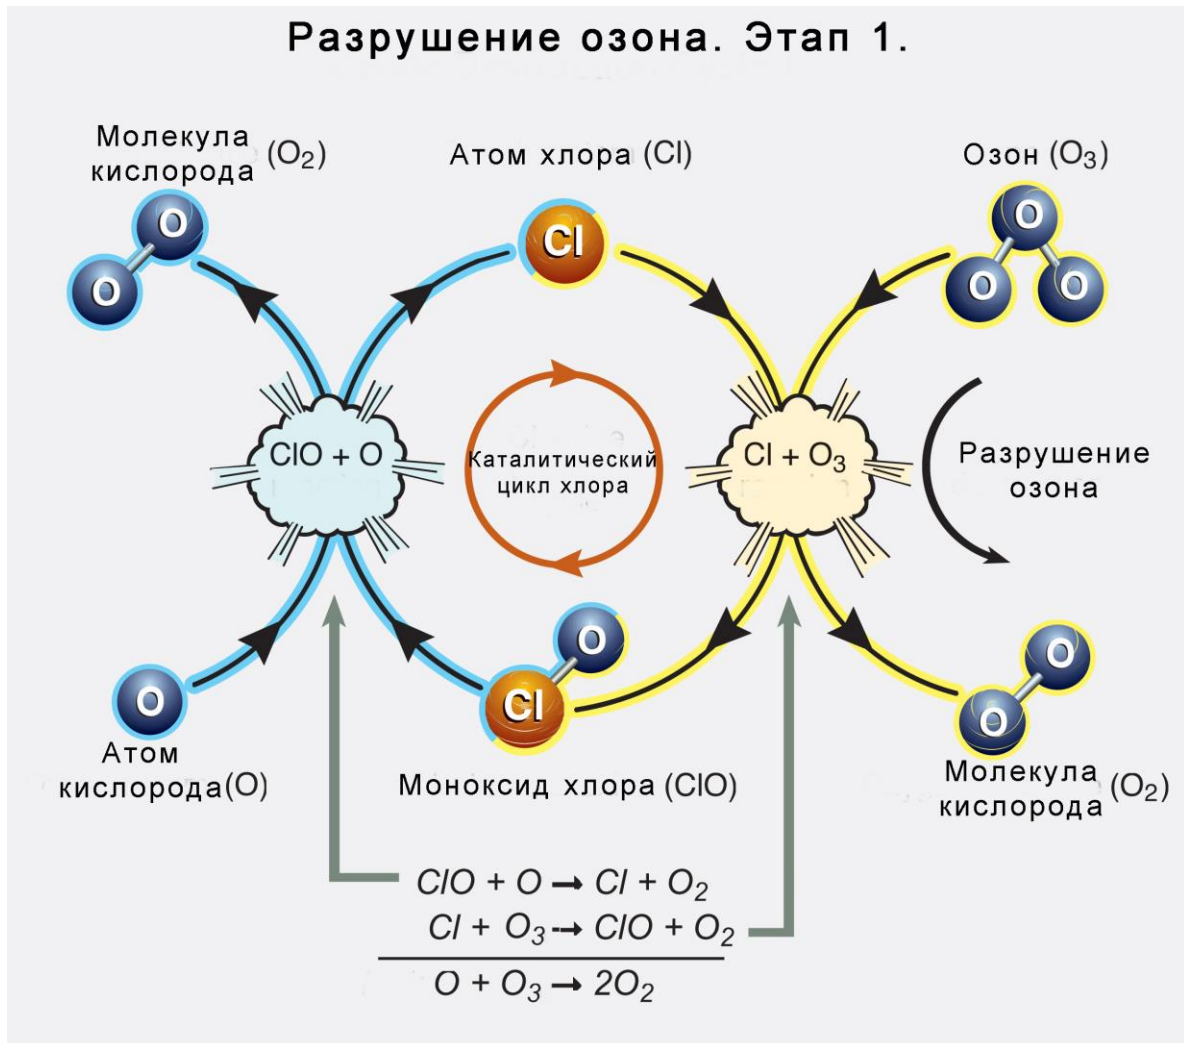 Разрушение озона. Этап 1.
Молекула
кислорода (O₂)
Атом хлора (Cl)
Озон (O₃)
O
O
Cl
O
O
O
ClO + O
Каталитический
цикл хлора
Cl + O₃
Разрушение
озона
O
Cl
O
O
O
Атом
кислорода (O)
Моноксид хлора (ClO)
Молекула
кислорода (O₂)
ClO + O → Cl + O₂
Cl + O₃ → ClO + O₂
O + O₃ → 2O₂